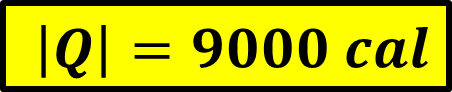 |Q| = 9000 cal